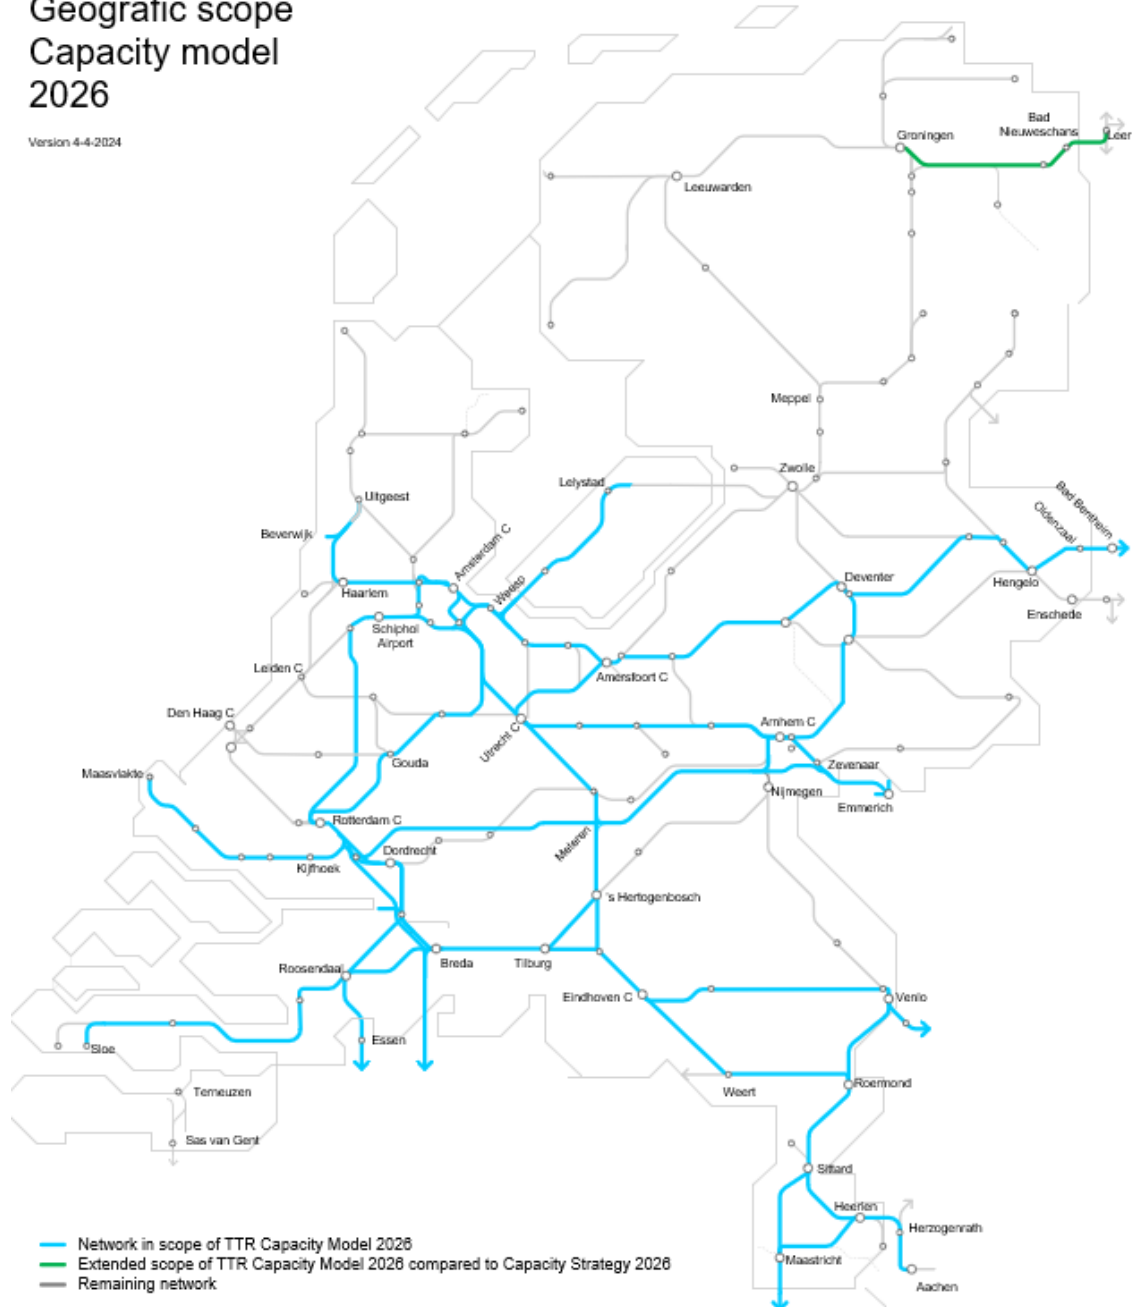 Geografic scope
Capacity model
2026
Version 4-4-2024
Groningen
Bad
Nieuweschans
Leer
Leeuwarden
Meppel
Zwolle
Lelystad
Uitgeest
Beverwijk
Amsterdam C
Weesp
Bad Bentheim
Oldenzaal
Haarlem
Deventer
Hengelo
Enschede
Schiphol
Airport
Leiden C
Amersfoort C
Den Haag C
Utrecht C
Arnhem C
Gouda
Zevenaar
Maasvlakte
Nijmegen
Emmerich
Rotterdam C
Dordrecht
Meteren
Kijfhoek
's Hertogenbosch
Roosendaal
Breda
Tilburg
Eindhoven C
Venlo
Sloe
Essen
Weert
Roermond
Terneuzen
Sas van Gent
Sittard
Heerlen
Herzogenrath
Maastricht
Aachen
Network in scope of TTR Capacity Model 2026
Extended scope of TTR Capacity Model 2026 compared to Capacity Strategy 2026
Remaining network